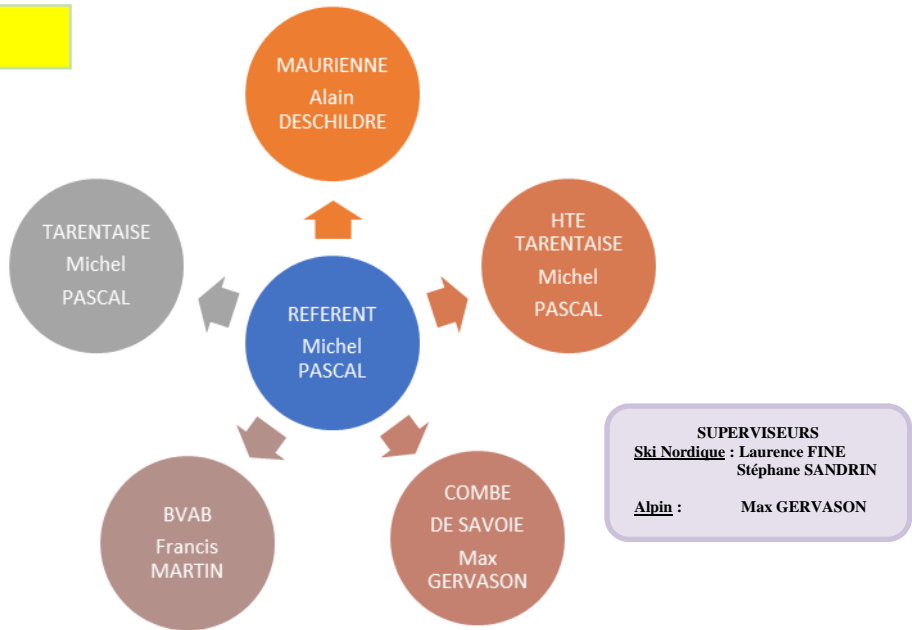 MAURIENNE
Alain
DESCHILDRE
TARENTAISE
Michel
PASCAL
HTE
TARENTAISE
Michel
PASCAL
REFERENT
Michel
PASCAL
BVAB
Francis
MARTIN
COMBE
DE SAVOIE
Max
GERVASON
SUPERVISEURS
Ski Nordique : Laurence FINE
Stéphane SANDRIN
Alpin : Max GERVASON